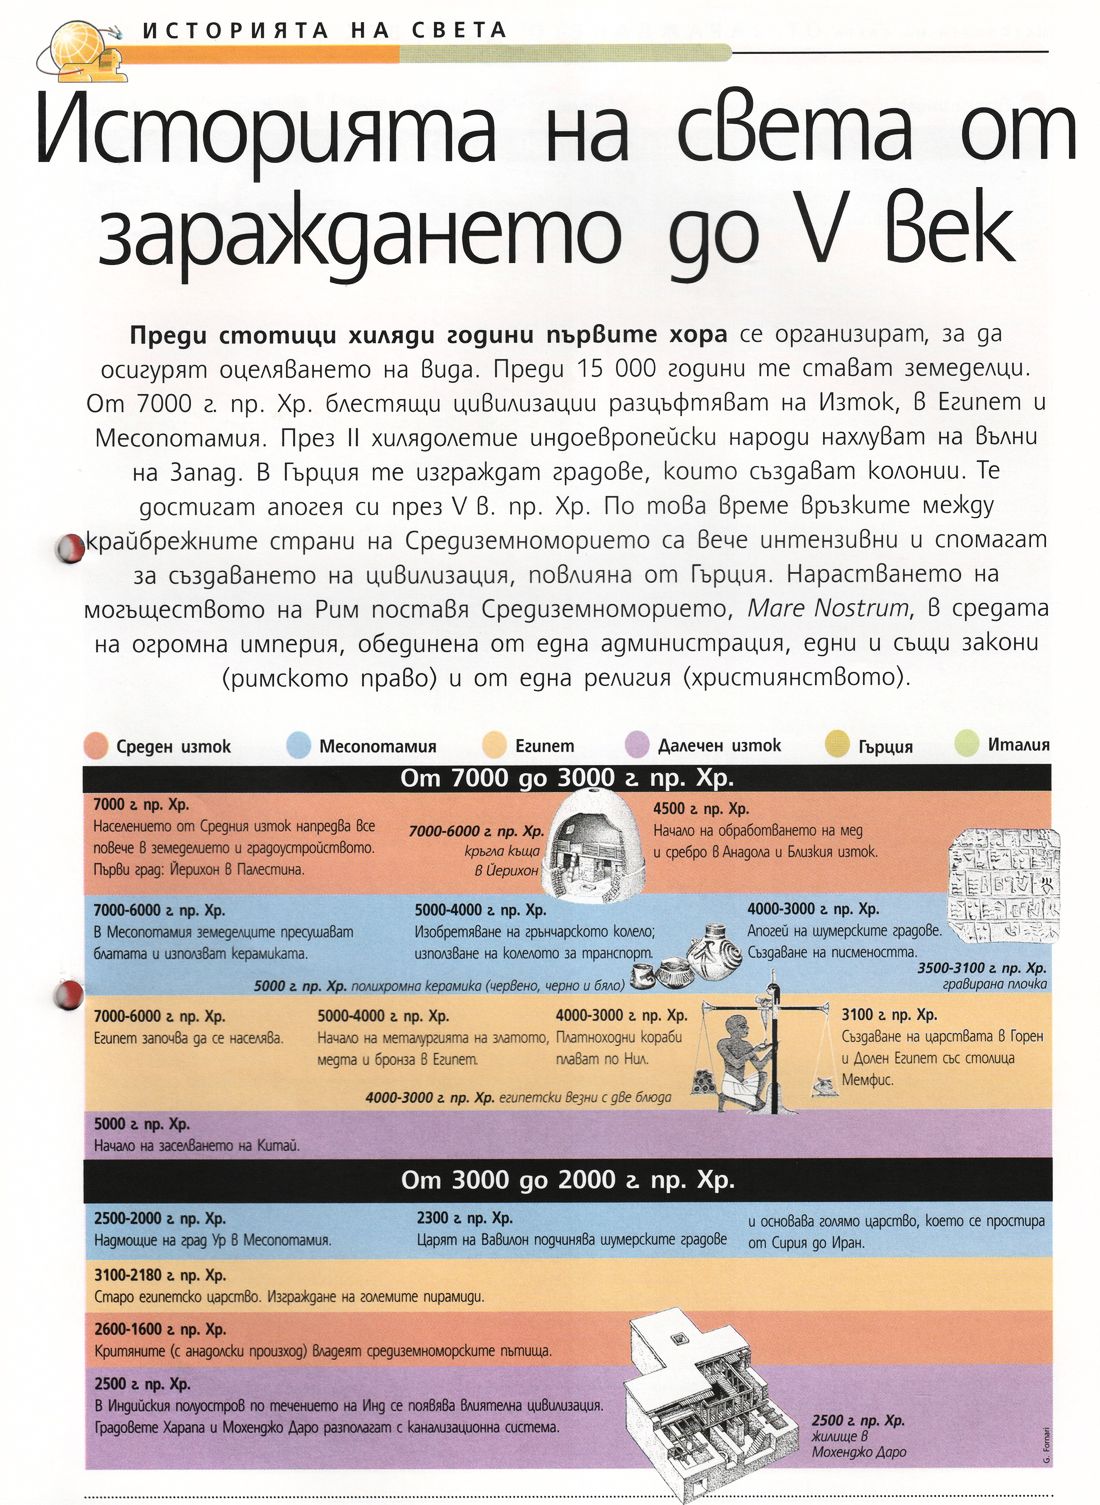 ИСТОРИЯТА НА СВЕТА
Историята на света от
зараждането до V век
Преди стотици хиляди години първите хора се организират, за да
осигурят оцеляването на вида. Преди 15 000 години те стават земеделци.
От 7000 г. пр. Хр. блестящи цивилизации разцъфтяват на Изток, в Египет и
Месопотамия. През II хилядолетие индоевропейски народи нахлуват на вълни
на Запад. В Гърция те изграждат градове, които създават колонии. Те
достигат апогея си през V в. пр. Хр. По това време връзките между
крайбрежните страни на Средиземноморието са вече интензивни и спомагат
за създаването на цивилизация, повлияна от Гърция. Нарастването на
могъществото на Рим поставя Средиземноморието, Mare Nostrum, в средата
на огромна империя, обединена от една администрация, едни и същи закони
(римското право) и от една религия (християнството).
Среден изток Месопотамия Египет Далечен изток Гърция Италия
От 7000 до 3000 г. пр. Хр.
7000 г. пр. Хр.
Населението от Средния изток напредва все
повече в земеделието и градоустройството.
Първи град: Йерихон в Палестина.
7000-6000 г. пр. Хр.
кръгла къща
в Йерихон
4500 г. пр. Хр.
Начало на обработването на мед
и сребро в Анадола и Близкия изток.
7000-6000 г. пр. Хр.
В Месопотамия земеделците пресушават
блатата и използват керамиката.
5000-4000 г. пр. Хр.
Изобретяване на грънчарското колело;
използване на колелото за транспорт.
5000 г. пр. Хр. полихромна керамика (червено, черно и бяло)
4000-3000 г. пр. Хр.
Апогей на шумерските градове.
Създаване на писмеността.
3500-3100 г. пр. Хр.
гравирана плочка
7000-6000 г. пр. Хр.
Египет започва да се населява.
5000-4000 г. пр. Хр.
Начало на металургията на златото,
медта и бронза в Египет.
4000-3000 г. пр. Хр.
Платноходни кораби
плават по Нил.
4000-3000 г. пр. Хр. египетски везни с две блюда
3100 г. пр. Хр.
Създаване на царствата в Горен
и Долен Египет със столица
Мемфис.
5000 г. пр. Хр.
Начало на заселването на Китай.
От 3000 до 2000 г. пр. Хр.
2500-2000 г. пр. Хр.
Надмощие на град Ур в Месопотамия.
2300 г. пр. Хр.
Царят на Вавилон подчинява шумерските градове
и основава голямо царство, което се простира
от Сирия до Иран.
3100-2180 г. пр. Хр.
Старо египетско царство. Изграждане на големите пирамиди.
2600-1600 г. пр. Хр.
Критяните (с анадолски произход) владеят средиземноморските пътища.
2500 г. пр. Хр.
В Индийския полуостров по течението на Инд се появява влиятелна цивилизация.
Градовете Харапа и Мохенджо Даро разполагат с канализационна система.
2500 г. пр. Хр.
жилище в
Мохенджо Даро
G. Fornari